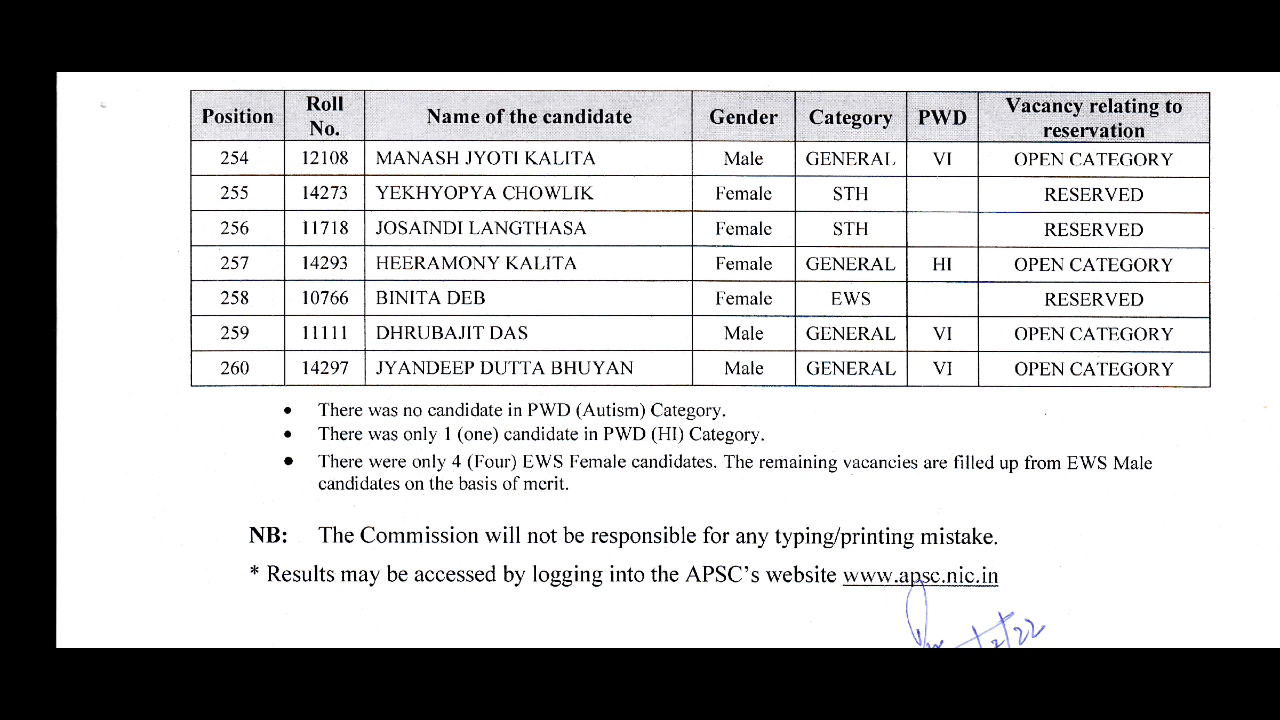 Position Roll No. Name of the candidate Gender Category PWD Vacancy relating to reservation
254 12108 MANASH JYOTI KALITA Male GENERAL VI OPEN CATEGORY
255 14273 YEKHYOPYA CHOWLIK Female STH RESERVED
256 11718 JOSAINDI LANGTHASA Female STH RESERVED
257 14293 HEERAMONY KALITA Female GENERAL HI OPEN CATEGORY
258 10766 BINITA DEB Female EWS RESERVED
259 11111 DHRUBAJIT DAS Male GENERAL VI OPEN CATEGORY
260 14297 JYANDEEP DUTTA BHUYAN Male GENERAL VI OPEN CATEGORY
• There was no candidate in PWD (Autism) Category.
• There was only 1 (one) candidate in PWD (HI) Category.
• There were only 4 (Four) EWS Female candidates. The remaining vacancies are filled up from EWS Male
candidates on the basis of merit.
NB: The Commission will not be responsible for any typing/printing mistake.
* Results may be accessed by logging into the APSC's website www.apsc.nic.in